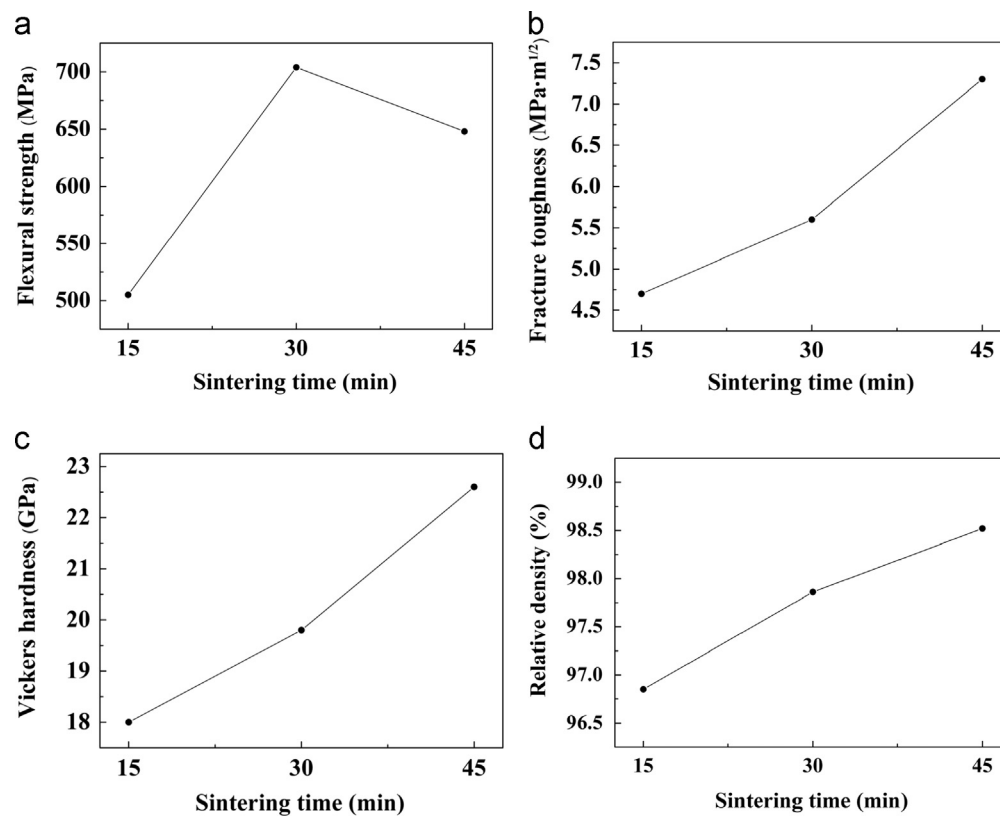 a
Flexural strength (MPa)
700
650
600
550
500
15 30 45
Sintering time (min)
b
Fracture toughness (MPa·m1/2)
7.5
7.0
6.5
6.0
5.5
5.0
4.5
15 30 45
Sintering time (min)
c
Vickers hardness (GPa)
23
22
21
20
19
18
15 30 45
Sintering time (min)
d
Relative density (%)
99.0
98.5
98.0
97.5
97.0
96.5
15 30 45
Sintering time (min)